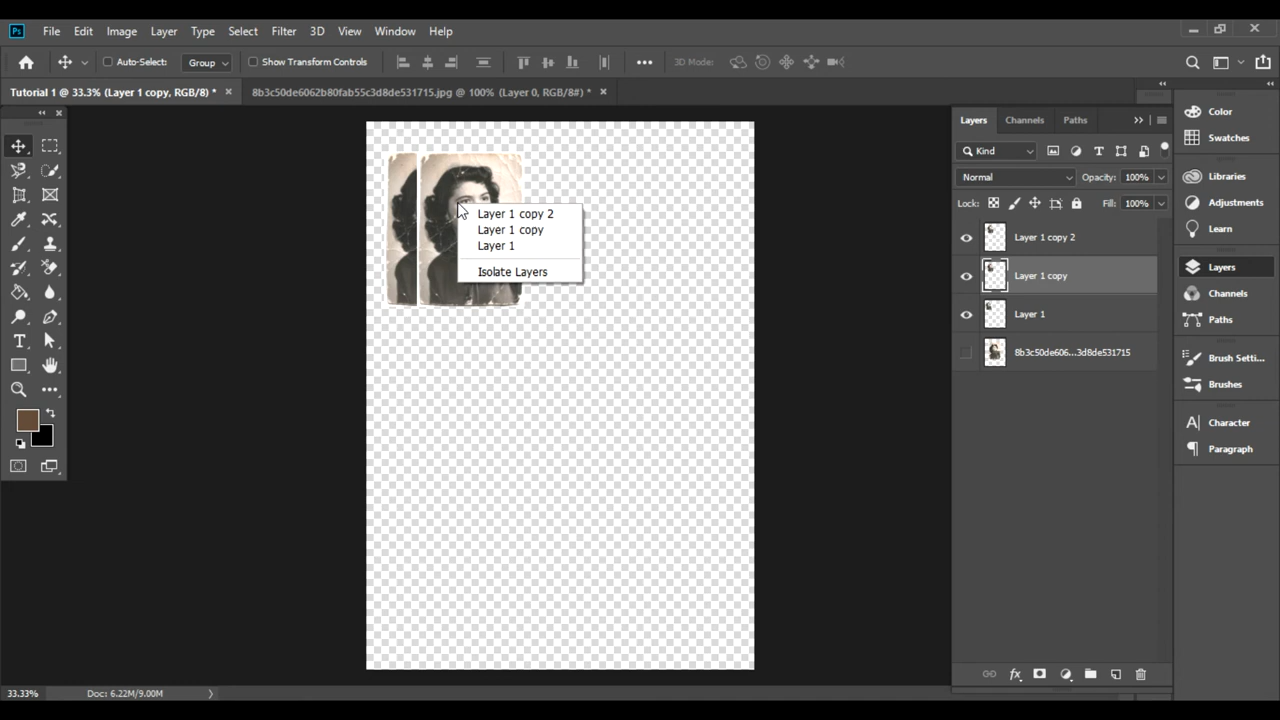 Ps File Edit Image Layer Type Select Filter 3D View Window Help
Auto-Select: Group Show Transform Controls 3D Mode:
Tutorial 1 @ 33.3% (Layer 1 copy, RGB/8) * 8b3c50de6062b80fab55c3d8de531715.jpg @ 100% (Layer 0, RGB/8#) *
Layer 1 copy 2
Layer 1 copy
Layer 1
Isolate Layers
Layers Channels Paths
Kind
Normal Opacity: 100%
Lock: Fill: 100%
Layer 1 copy 2
Layer 1 copy
Layer 1
8b3c50de606...3d8de531715
Color
Swatches
Libraries
Adjustments
Learn
Layers
Channels
Paths
Brush Setti...
Brushes
Character
Paragraph
33.33% Doc: 6.22M/9.00M